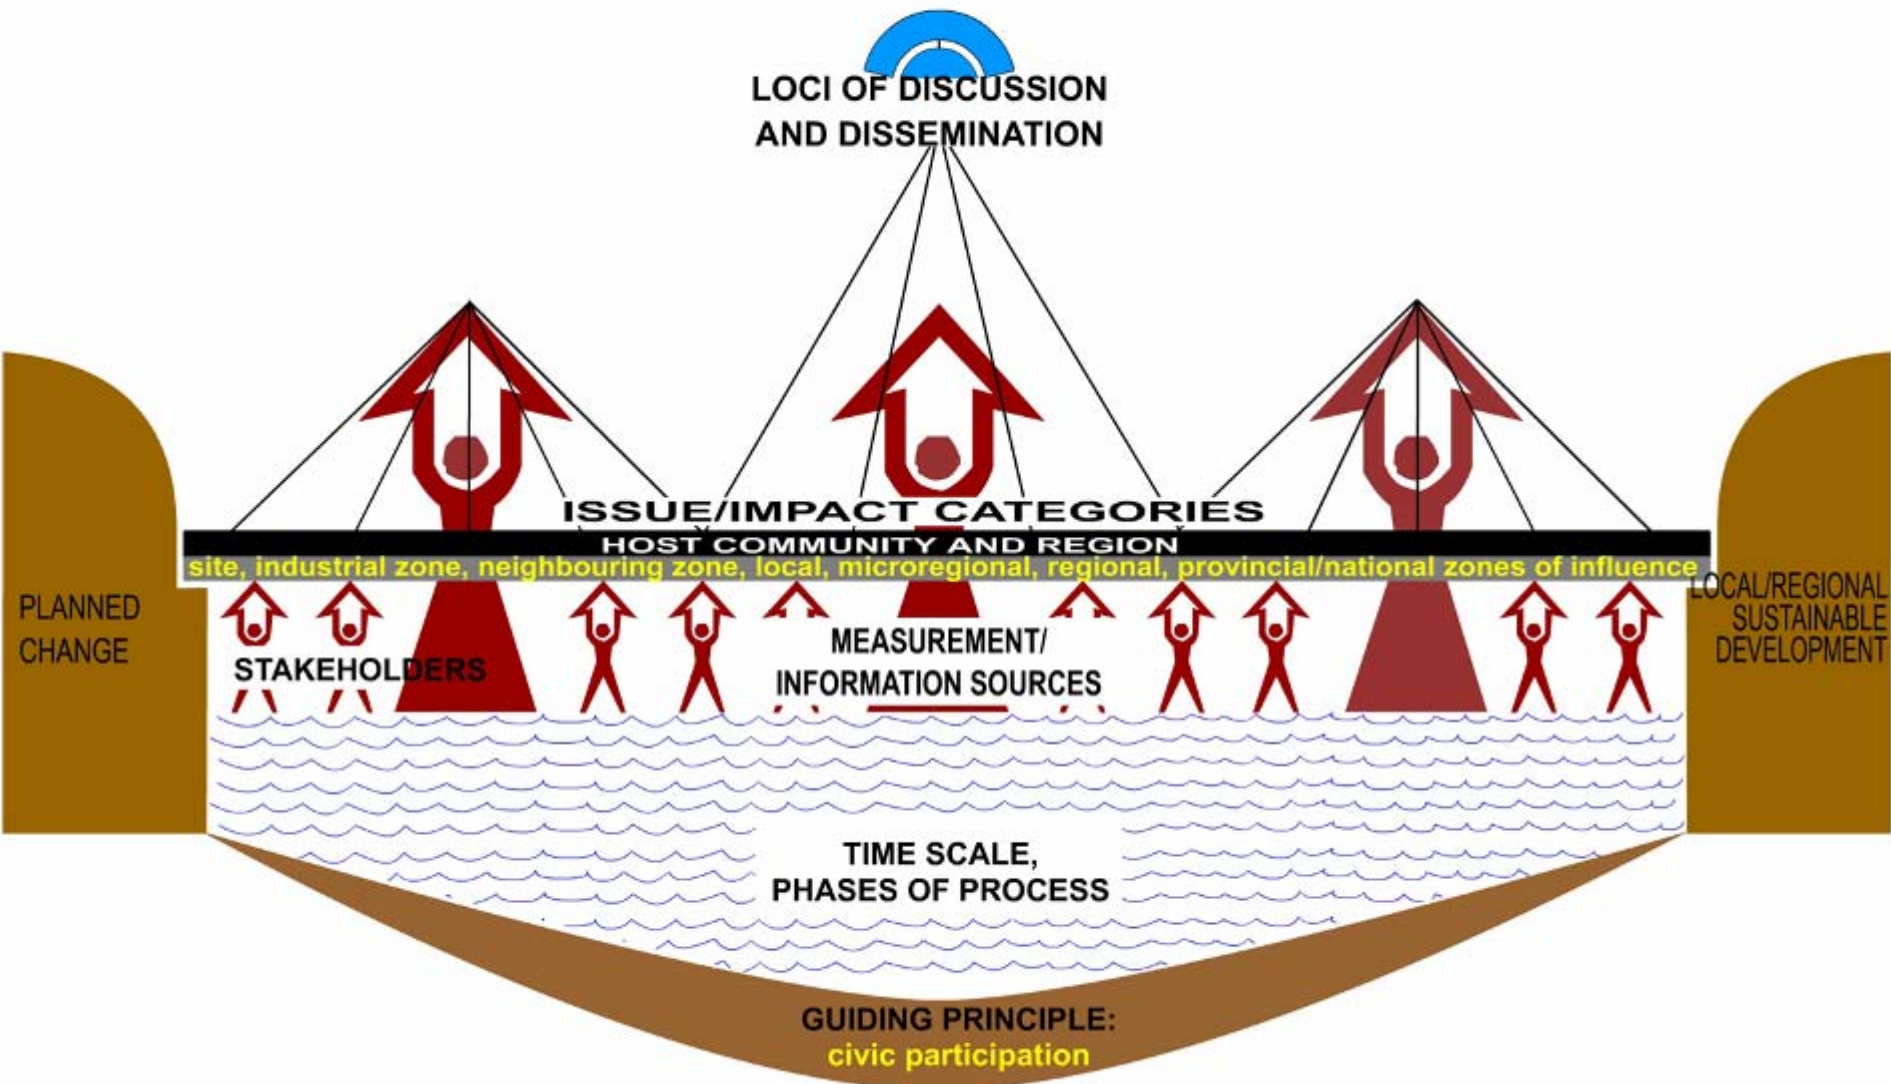 LOCI OF DISCUSSION
AND DISSEMINATION
ISSUE/IMPACT CATEGORIES
HOST COMMUNITY AND REGION
site, industrial zone, neighbouring zone, local, microregional, regional, provincial/national zones of influence
PLANNED
CHANGE
LOCAL/REGIONAL
SUSTAINABLE
DEVELOPMENT
STAKEHOLDERS
MEASUREMENT/
INFORMATION SOURCES
TIME SCALE,
PHASES OF PROCESS
GUIDING PRINCIPLE:
civic participation